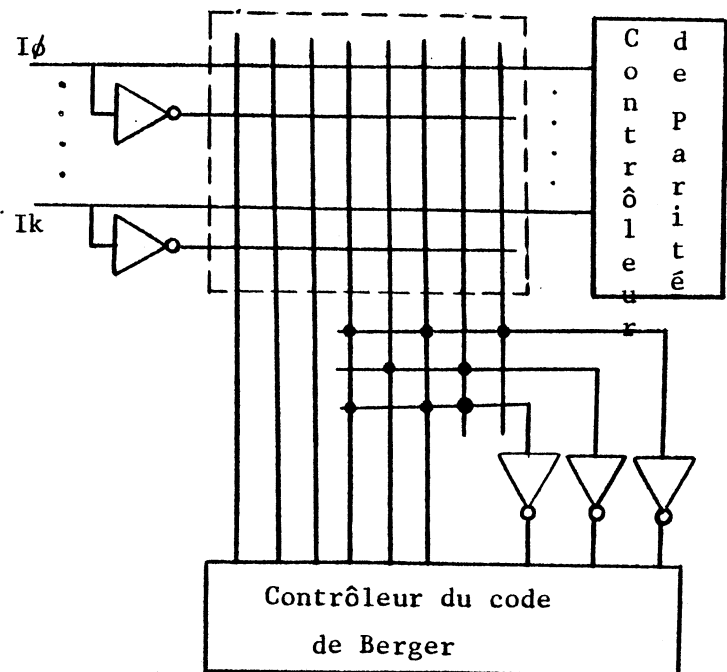 Iϕ
Ik
Contrôleur
de Parité
Contrôleur du code
de Berger